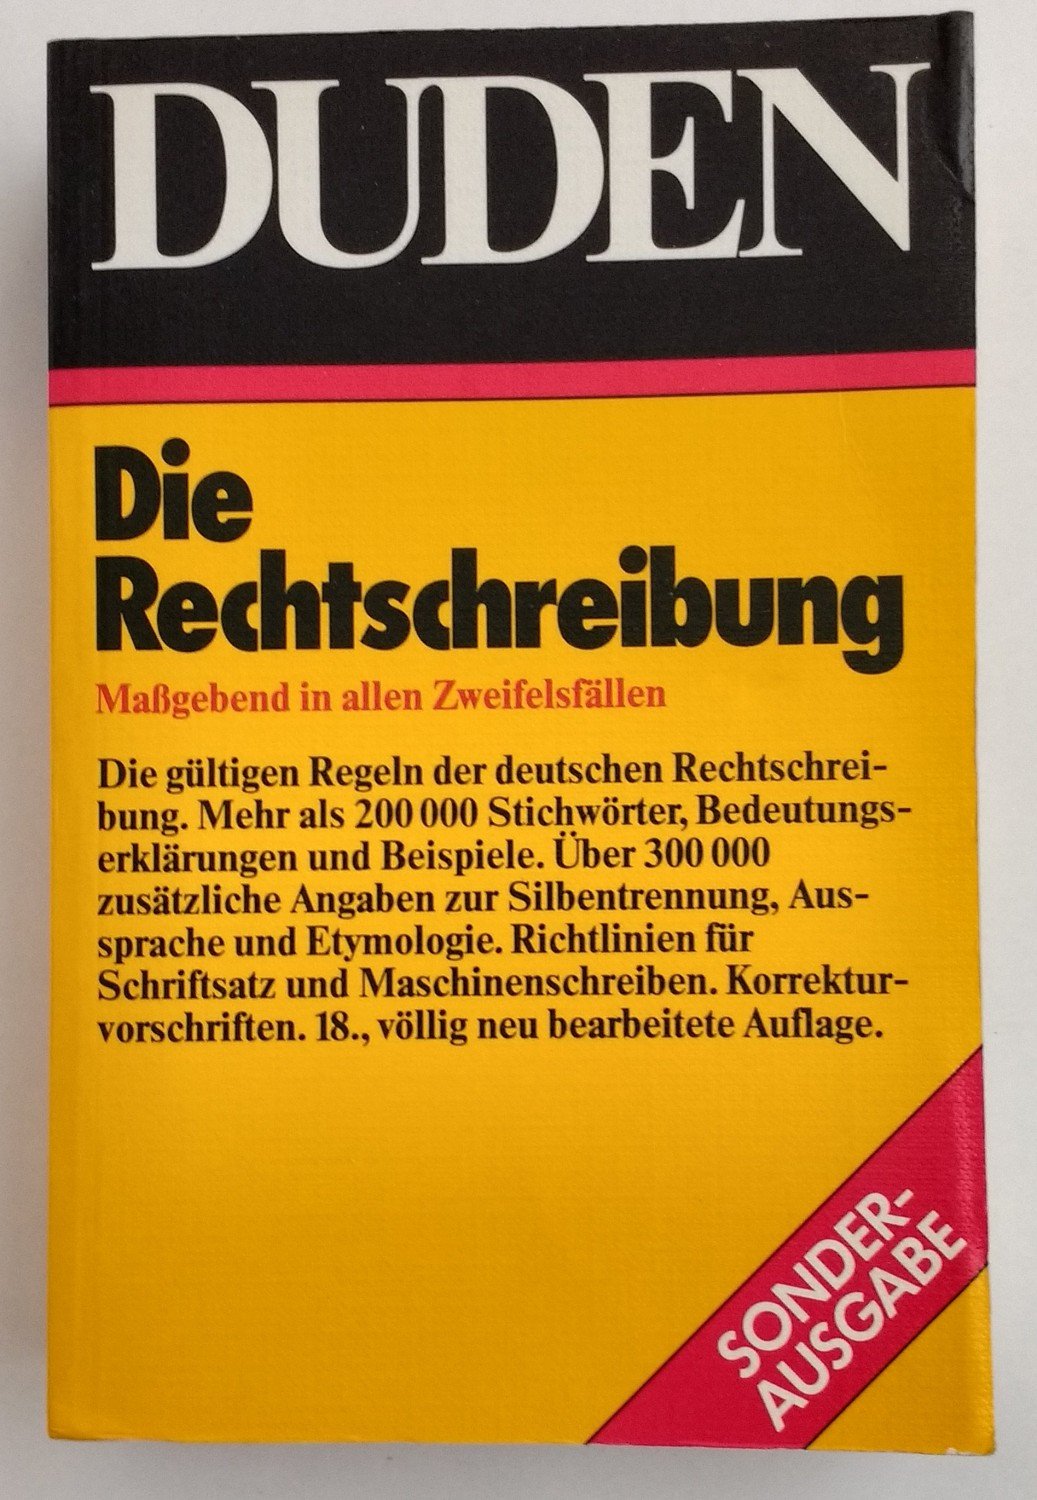 DUDEN
Die
Rechtschreibung
Maßgebend in allen Zweifelsfällen
Die gültigen Regeln der deutschen Rechtschrei-
bung. Mehr als 200 000 Stichwörter, Bedeutungs-
erklärungen und Beispiele. Über 300 000
zusätzliche Angaben zur Silbentrennung, Aus-
sprache und Etymologie. Richtlinien für
Schriftsatz und Maschinenschreiben. Korrektur-
vorschriften. 18., völlig neu bearbeitete Auflage.
SONDER-
AUSGABE